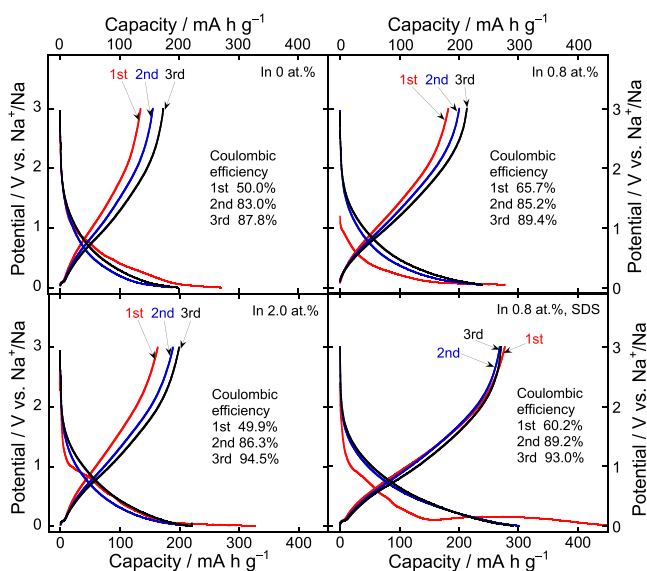 Capacity / mA h g⁻¹
Capacity / mA h g⁻¹
0 100 200 300 400
0 100 200 300 400
Potential / V vs. Na⁺/Na
3
2
1
0
In 0 at.%
1st 2nd 3rd
Coulombic
efficiency
1st 50.0%
2nd 83.0%
3rd 87.8%
In 0.8 at.%
1st 2nd 3rd
Coulombic
efficiency
1st 65.7%
2nd 85.2%
3rd 89.4%
3
2
1
0
Potential / V vs. Na⁺/Na
Potential / V vs. Na⁺/Na
3
2
1
0
In 2.0 at.%
1st 2nd 3rd
Coulombic
efficiency
1st 49.9%
2nd 86.3%
3rd 94.5%
In 0.8 at.%, SDS
3rd 1st
2nd
Coulombic
efficiency
1st 60.2%
2nd 89.2%
3rd 93.0%
3
2
1
0
Potential / V vs. Na⁺/Na
0 100 200 300 400
0 100 200 300 400
Capacity / mA h g⁻¹
Capacity / mA h g⁻¹